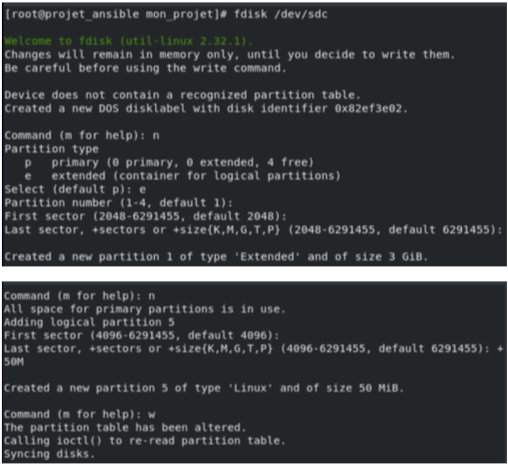 [root@projet_ansible mon_projet]# fdisk /dev/sdc
Welcome to fdisk (util-linux 2.32.1).
Changes will remain in memory only, until you decide to write them.
Be careful before using the write command.
Device does not contain a recognized partition table.
Created a new DOS disklabel with disk identifier 0x82ef3e02.
Command (m for help): n
Partition type
p   primary (0 primary, 0 extended, 4 free)
e   extended (container for logical partitions)
Select (default p): e
Partition number (1-4, default 1):
First sector (2048-6291455, default 2048):
Last sector, +sectors or +size{K,M,G,T,P} (2048-6291455, default 6291455):
Created a new partition 1 of type 'Extended' and of size 3 GiB.
Command (m for help): n
All space for primary partitions is in use.
Adding logical partition 5
First sector (4096-6291455, default 4096):
Last sector, +sectors or +size{K,M,G,T,P} (4096-6291455, default 6291455): +
50M
Created a new partition 5 of type 'Linux' and of size 50 MiB.
Command (m for help): w
The partition table has been altered.
Calling ioctl() to re-read partition table.
Syncing disks.